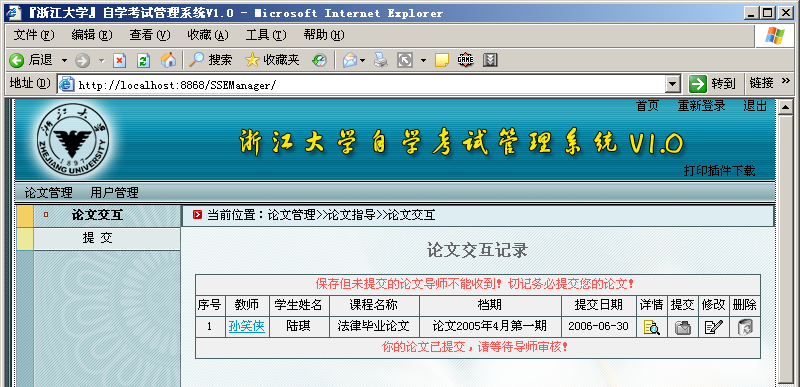 『浙江大学』自学考试管理系统V1.0 - Microsoft Internet Explorer
文件(F) 编辑(E) 查看(V) 收藏(A) 工具(T) 帮助(H)
后退 搜索 收藏夹
地址(D) http://localhost:8868/SSEManager/ 转到 链接 »
首页 重新登录 退出
浙江大学自学考试管理系统 V1.0
ZHEJIANG UNIVERSITY
1897
打印插件下载
论文管理 用户管理
论文交互
提 交
当前位置：论文管理>>论文指导>>论文交互
论文交互记录
保存但未提交的论文导师不能收到! 切记务必提交您的论文!
序号 教师 学生姓名 课程名称 档期 提交日期 详情 提交 修改 删除
1 孙笑侠 陆琪 法律毕业论文 论文2005年4月第一期 2006-06-30
你的论文已提交，请等待导师审核!